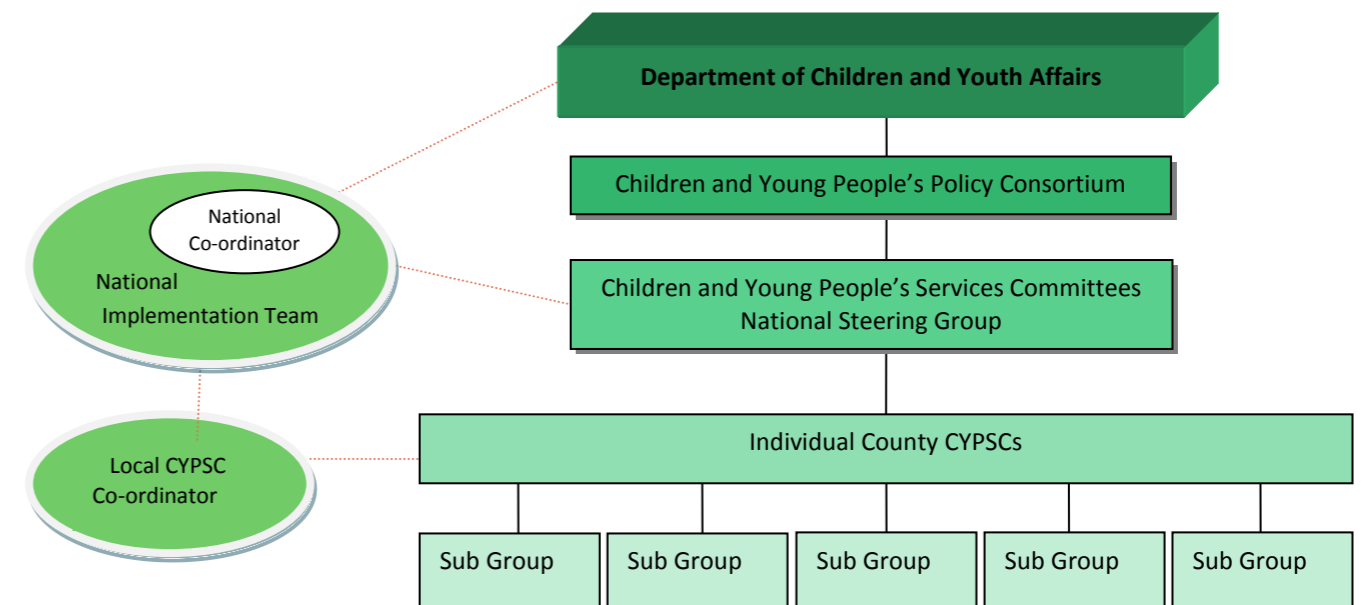 Department of Children and Youth Affairs
Children and Young People’s Policy Consortium
National
Co-ordinator
National
Implementation Team
Children and Young People’s Services Committees
National Steering Group
Individual County CYPSCs
Local CYPSC
Co-ordinator
Sub Group
Sub Group
Sub Group
Sub Group
Sub Group